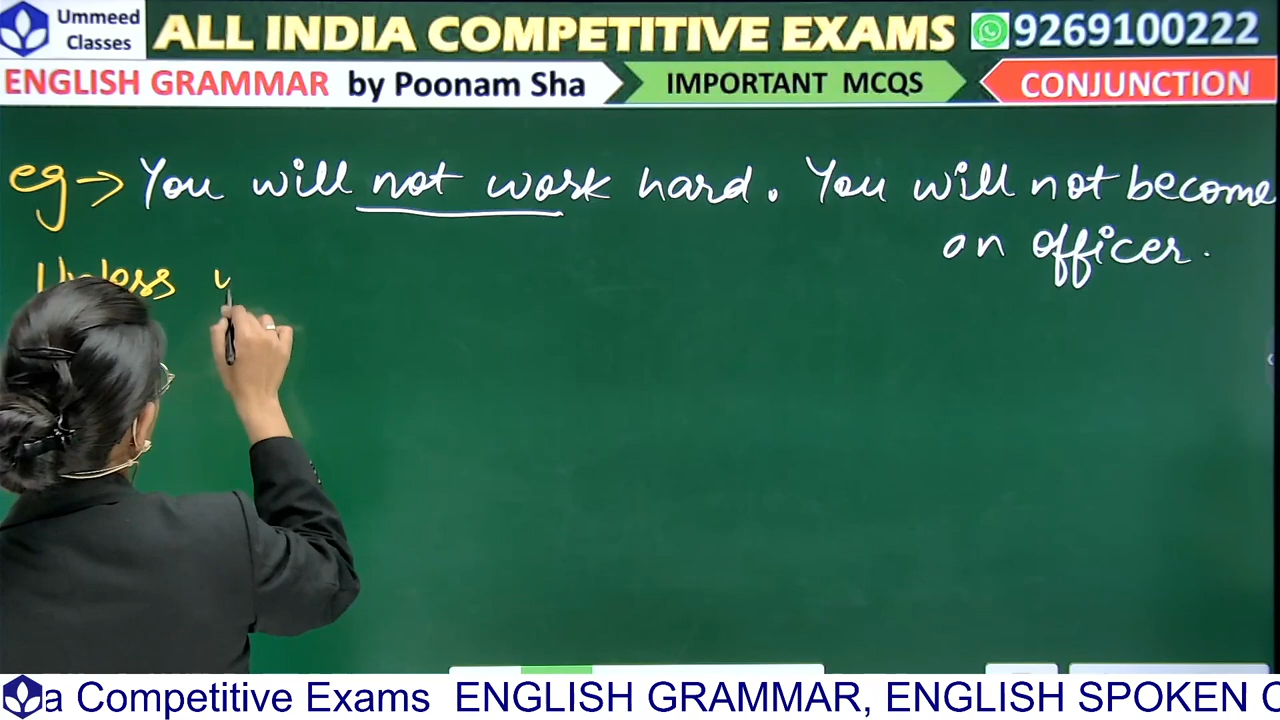 Ummeed
Classes
ALL INDIA COMPETITIVE EXAMS
9269100222
ENGLISH GRAMMAR by Poonam Sha
IMPORTANT MCQS
CONJUNCTION
eg → You will not work hard. You will not become
an officer.
Unless y
a Competitive Exams ENGLISH GRAMMAR, ENGLISH SPOKEN C